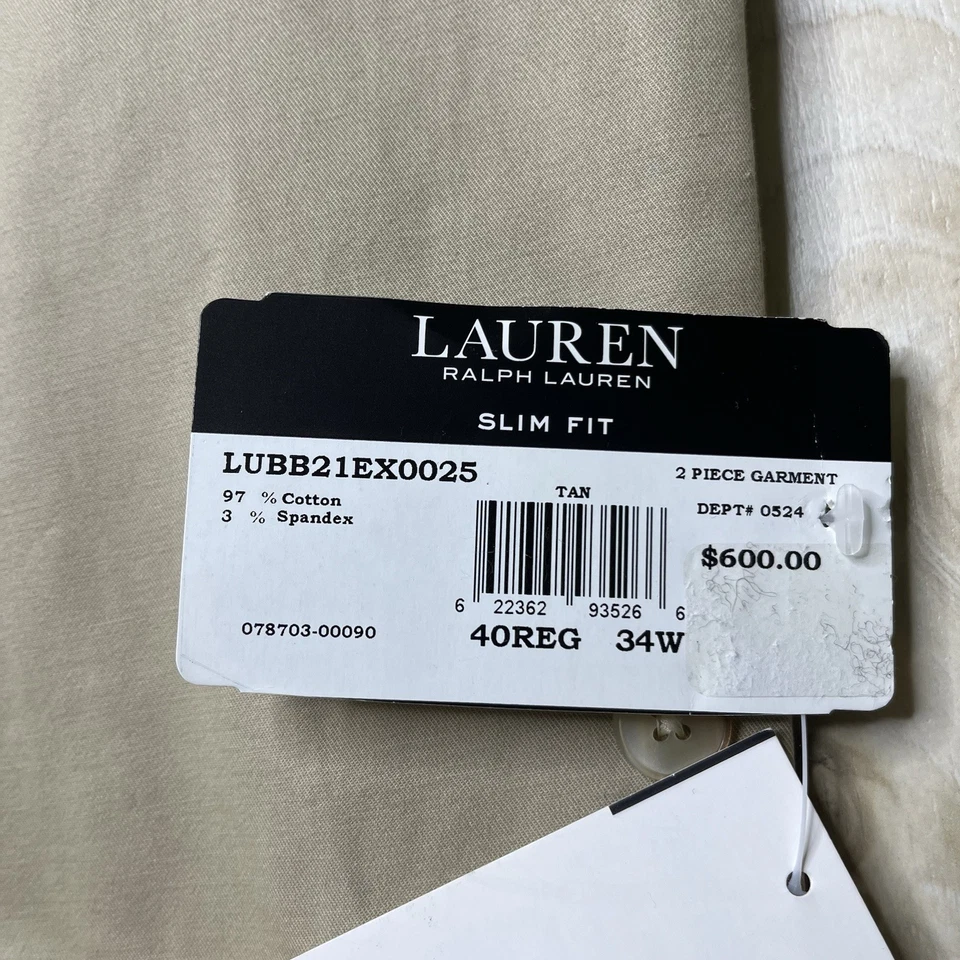 LAUREN
RALPH LAUREN
SLIM FIT
LUBB21EX0025
2 PIECE GARMENT
97 % Cotton
3 % Spandex
TAN
DEPT# 0524
$600.00
6 22362 93526 6
078703-00090
40REG 34W